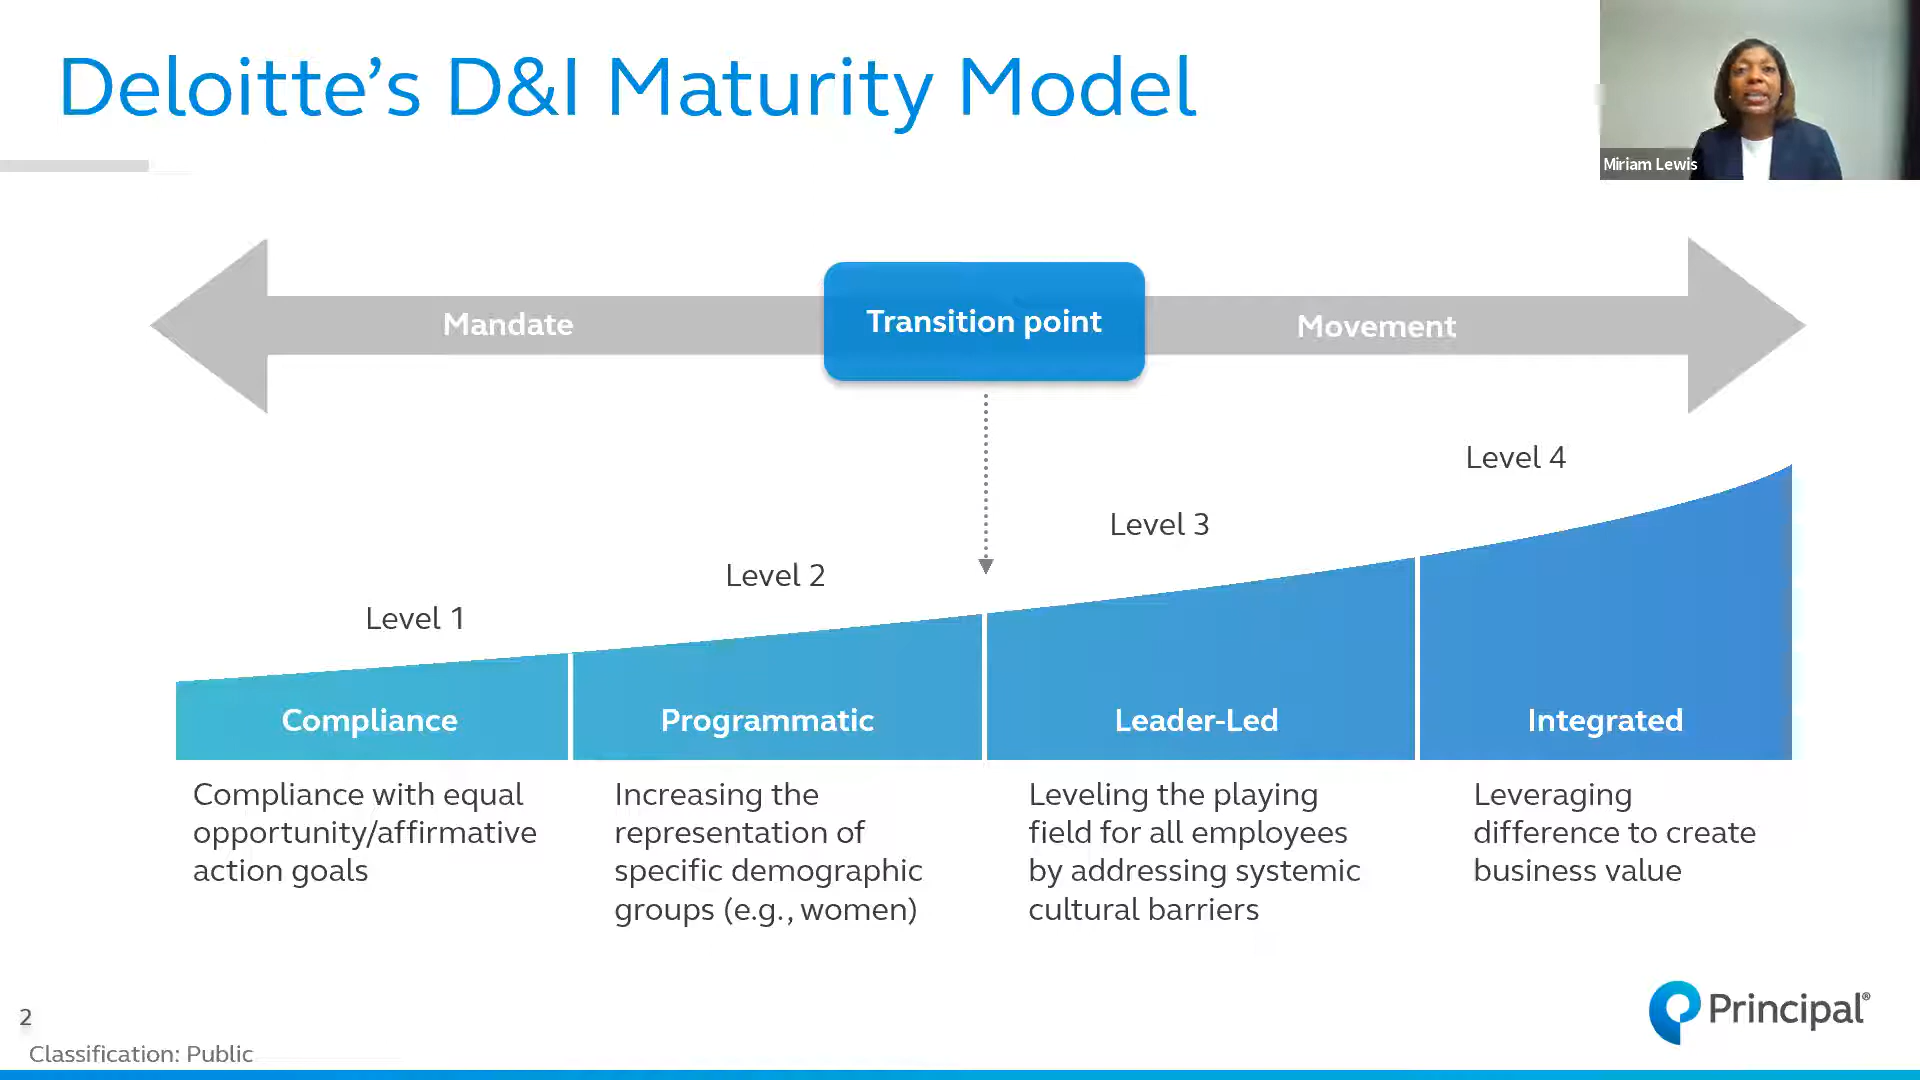 Deloitte’s D&I Maturity Model
Miriam Lewis
Mandate
Transition point
Movement
Level 1
Level 2
Level 3
Level 4
Compliance
Programmatic
Leader-Led
Integrated
Compliance with equal
opportunity/affirmative
action goals
Increasing the
representation of
specific demographic
groups (e.g., women)
Leveling the playing
field for all employees
by addressing systemic
cultural barriers
Leveraging
difference to create
business value
Principal®
2
Classification: Public